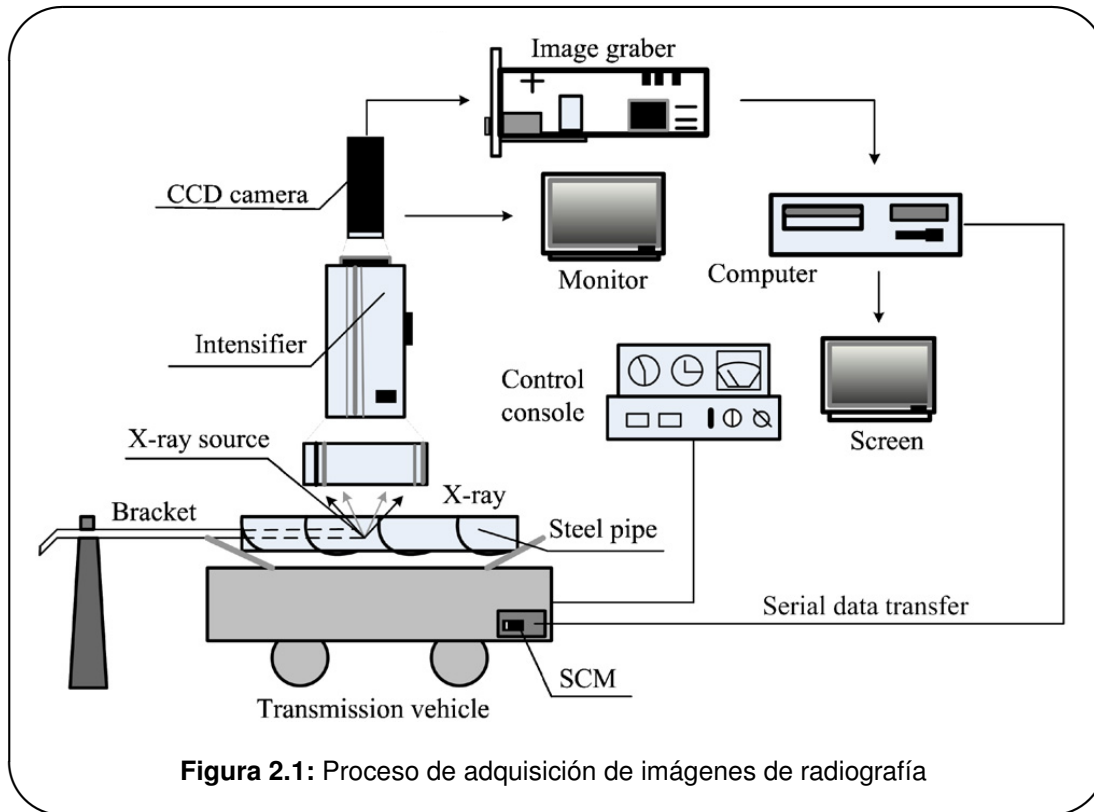 Image graber
CCD camera
Monitor
Computer
Intensifier
Control
console
Screen
X-ray source
X-ray
Bracket
Steel pipe
Serial data transfer
SCM
Transmission vehicle
Figura 2.1: Proceso de adquisición de imágenes de radiografía